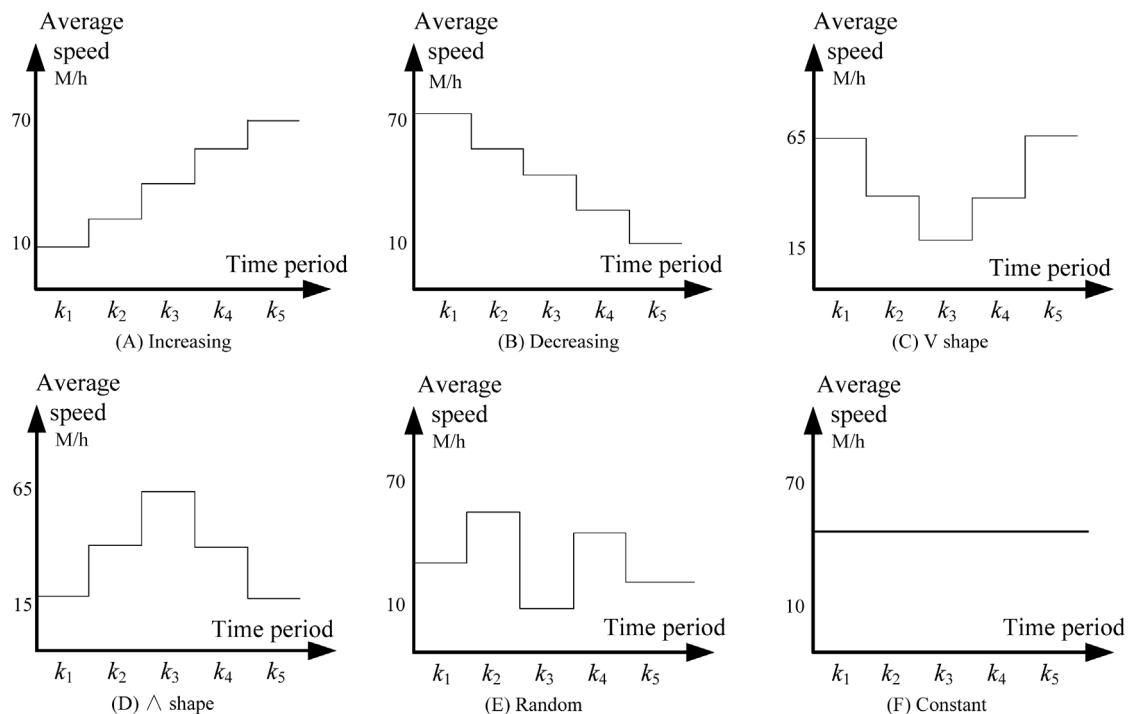 Average
speed
M/h
70
10
Time period
k1 k2 k3 k4 k5
(A) Increasing
Average
speed
M/h
70
10
Time period
k1 k2 k3 k4 k5
(B) Decreasing
Average
speed
M/h
65
15
Time period
k1 k2 k3 k4 k5
(C) V shape
Average
speed
M/h
65
15
Time period
k1 k2 k3 k4 k5
(D) ∧ shape
Average
speed
M/h
70
10
Time period
k1 k2 k3 k4 k5
(E) Random
Average
speed
M/h
70
10
Time period
k1 k2 k3 k4 k5
(F) Constant